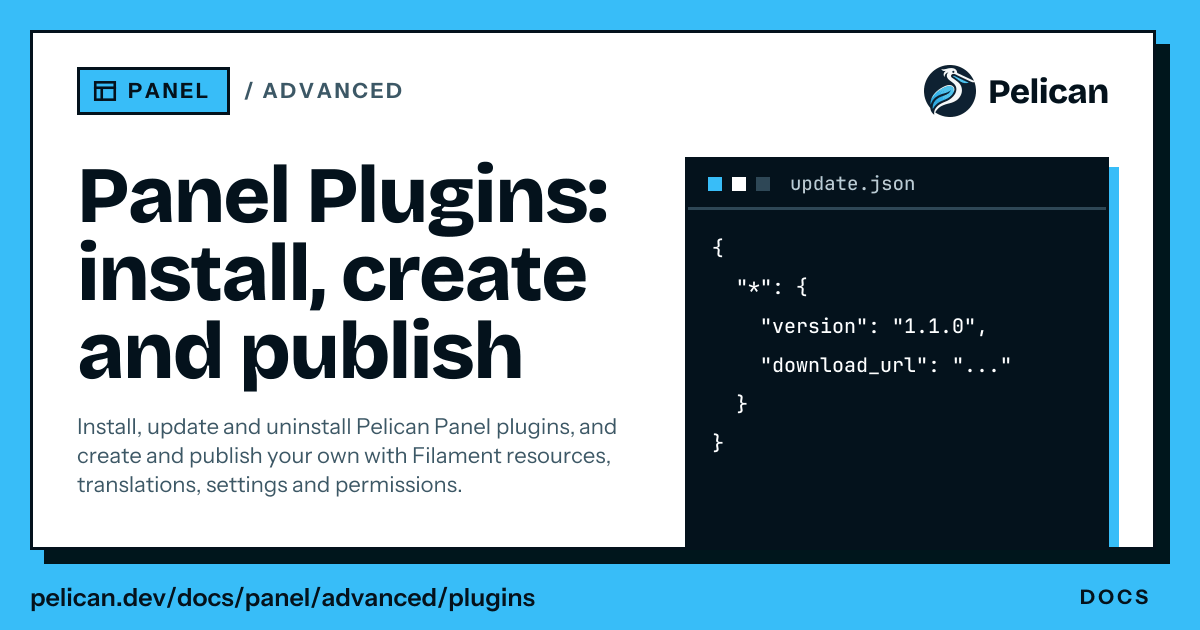 PANEL / ADVANCED
Pelican
Panel Plugins:
install, create
and publish
Install, update and uninstall Pelican Panel plugins, and
create and publish your own with Filament resources,
translations, settings and permissions.
update.json
{
"*": {
"version": "1.1.0",
"download_url": "..."
}
}
pelican.dev/docs/panel/advanced/plugins
DOCS